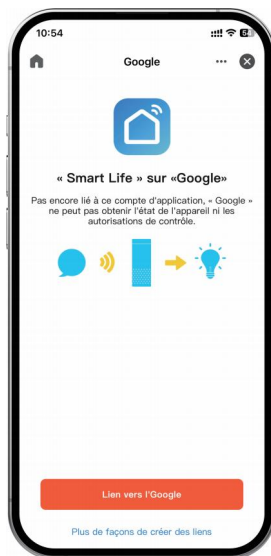 10:54
Google
« Smart Life » sur «Google»
Pas encore lié à ce compte d'application, « Google »
ne peut pas obtenir l'état de l'appareil ni les
autorisations de contrôle.
Lien vers l'Google
Plus de façons de créer des liens